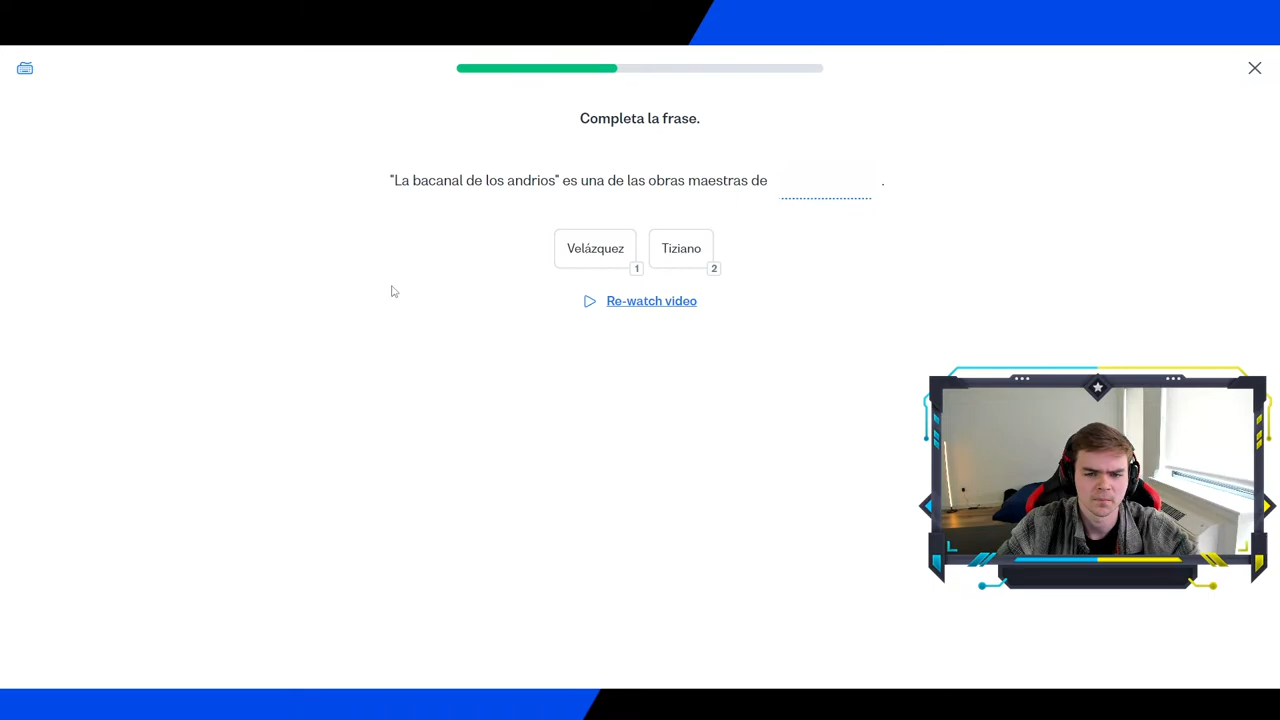 Completa la frase.
"La bacanal de los andrios" es una de las obras maestras de .
Velázquez 1 Tiziano 2
Re-watch video